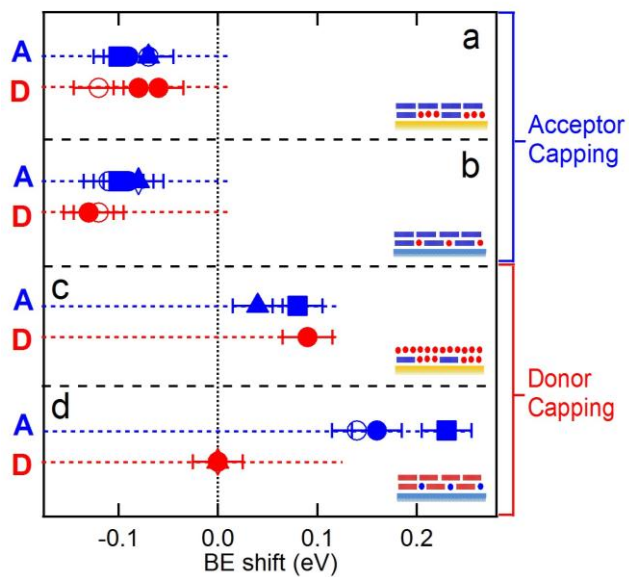 A
D
a
A
D
b
Acceptor
Capping
A
D
c
A
D
d
Donor
Capping
-0.1 0.0 0.1 0.2
BE shift (eV)